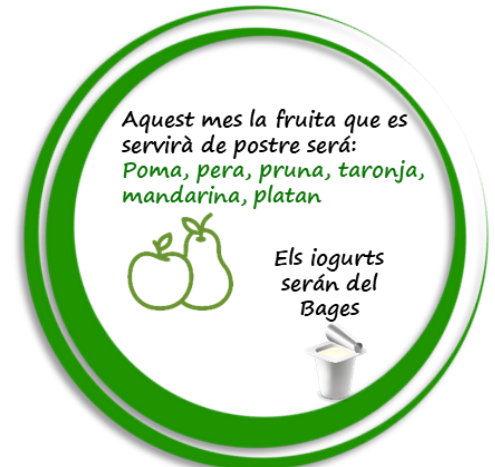 Aquest mes la fruita que es
servirà de postre será:
Poma, pera, pruna, taronja,
mandarina, platan
Els iogurts
serán del
Bages